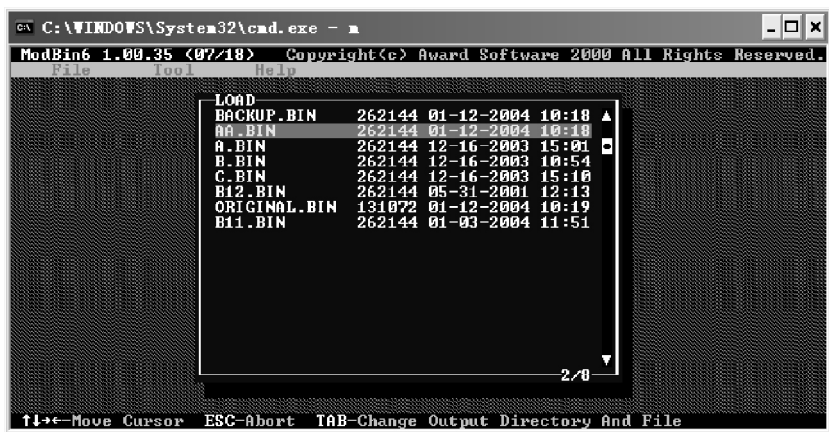 C:\WINDOWS\System32\cmd.exe - m
ModBin6 1.00.35 (07/18) Copyright(c) Award Software 2000 All Rights Reserved.
File Tool Help
LOAD
BACKUP.BIN 262144 01-12-2004 10:18
AA.BIN 262144 01-12-2004 10:18
A.BIN 262144 12-16-2003 15:01
B.BIN 262144 12-16-2003 10:54
C.BIN 262144 12-16-2003 15:10
B12.BIN 262144 05-31-2001 12:13
ORIGINAL.BIN 131072 01-12-2004 10:19
B11.BIN 262144 01-03-2004 11:51
2/8
↑↓→←-Move Cursor ESC-Abort TAB-Change Output Directory And File